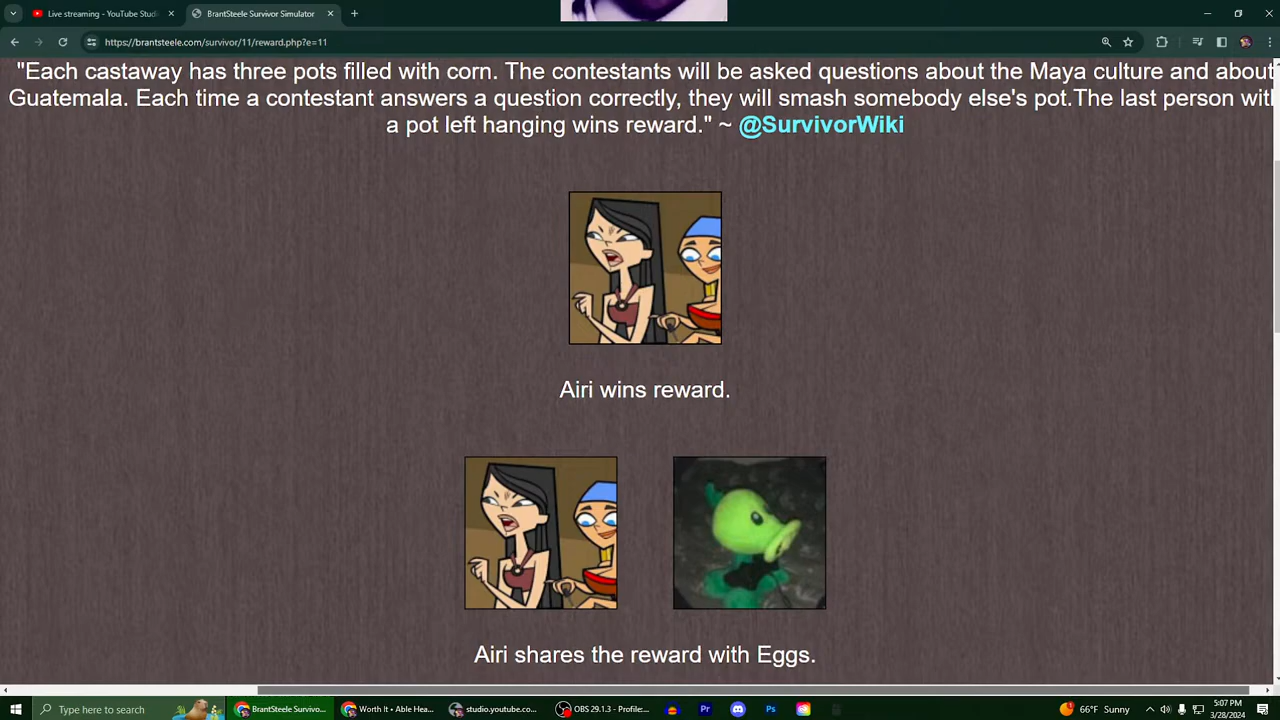 Live streaming - YouTube Studi
BrantSteele Survivor Simulator
https://brantsteele.com/survivor/11/reward.php?e=11
"Each castaway has three pots filled with corn. The contestants will be asked questions about the Maya culture and about
Guatemala. Each time a contestant answers a question correctly, they will smash somebody else's pot.The last person with
a pot left hanging wins reward." ~ @SurvivorWiki
Airi wins reward.
Airi shares the reward with Eggs.
Type here to search
BrantSteele Survivo...
Worth It • Able Hea...
studio.youtube.co...
OBS 29.1.3 - Profile:...
66°F Sunny
5:07 PM
3/28/2024